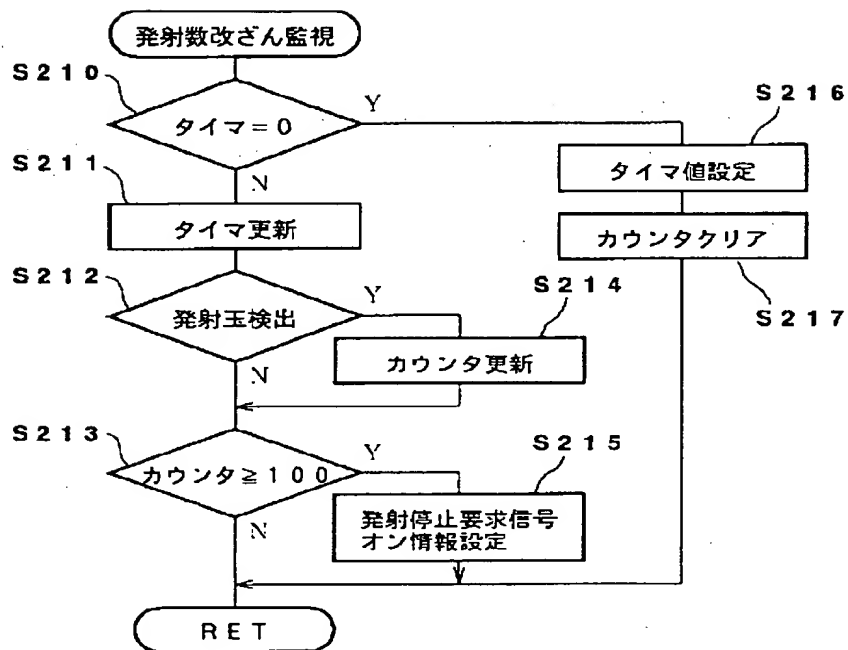 発射数改ざん監視
S210
タイマ=0
Y
N
S216
タイマ値設定
S211
タイマ更新
カウンタクリア
S217
S212
発射玉検出
Y
N
S214
カウンタ更新
S213
カウンタ≧100
Y
N
S215
発射停止要求信号
オン情報設定
RET